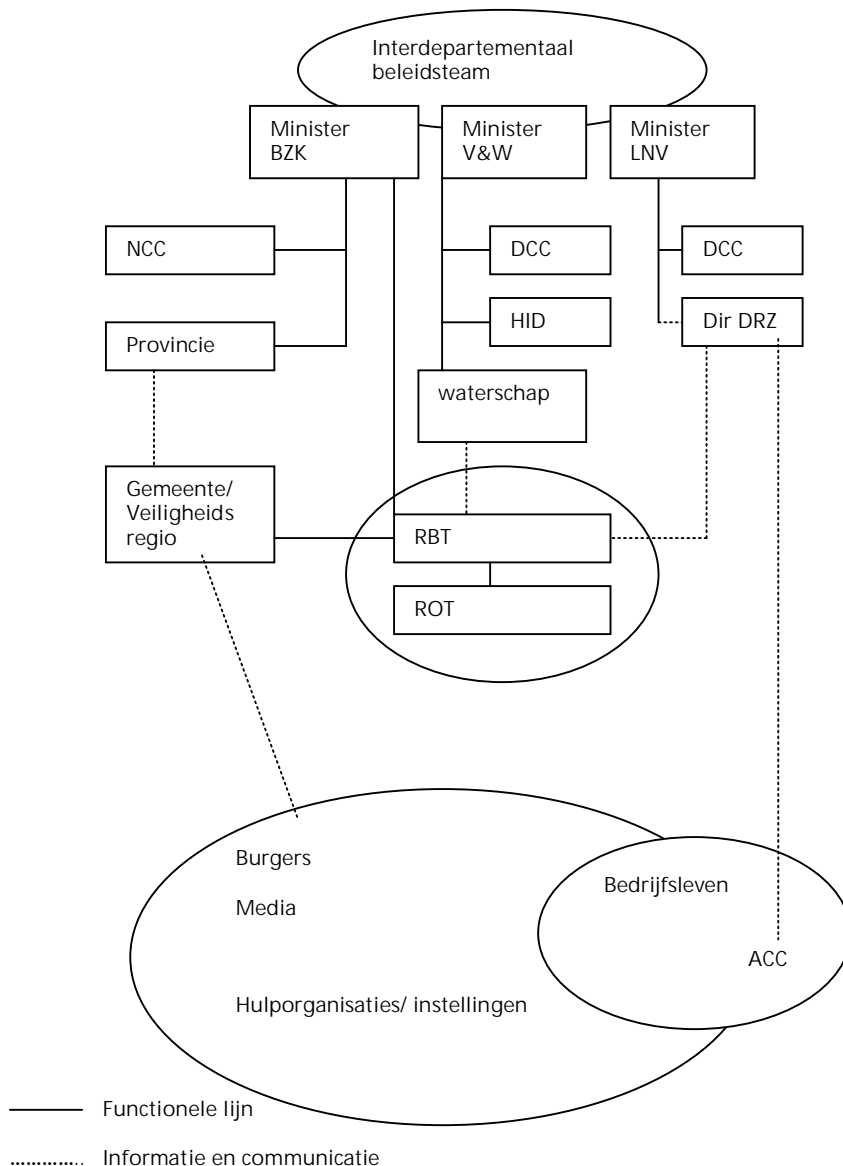 Interdepartementaal
beleidsteam
Minister
BZK
Minister
V&W
Minister
LNV
NCC
DCC
DCC
Provincie
HID
Dir DRZ
waterschap
Gemeente/
Veiligheids
regio
RBT
ROT
Burgers
Bedrijfsleven
Media
ACC
Hulporganisaties/ instellingen
Functionele lijn
Informatie en communicatie